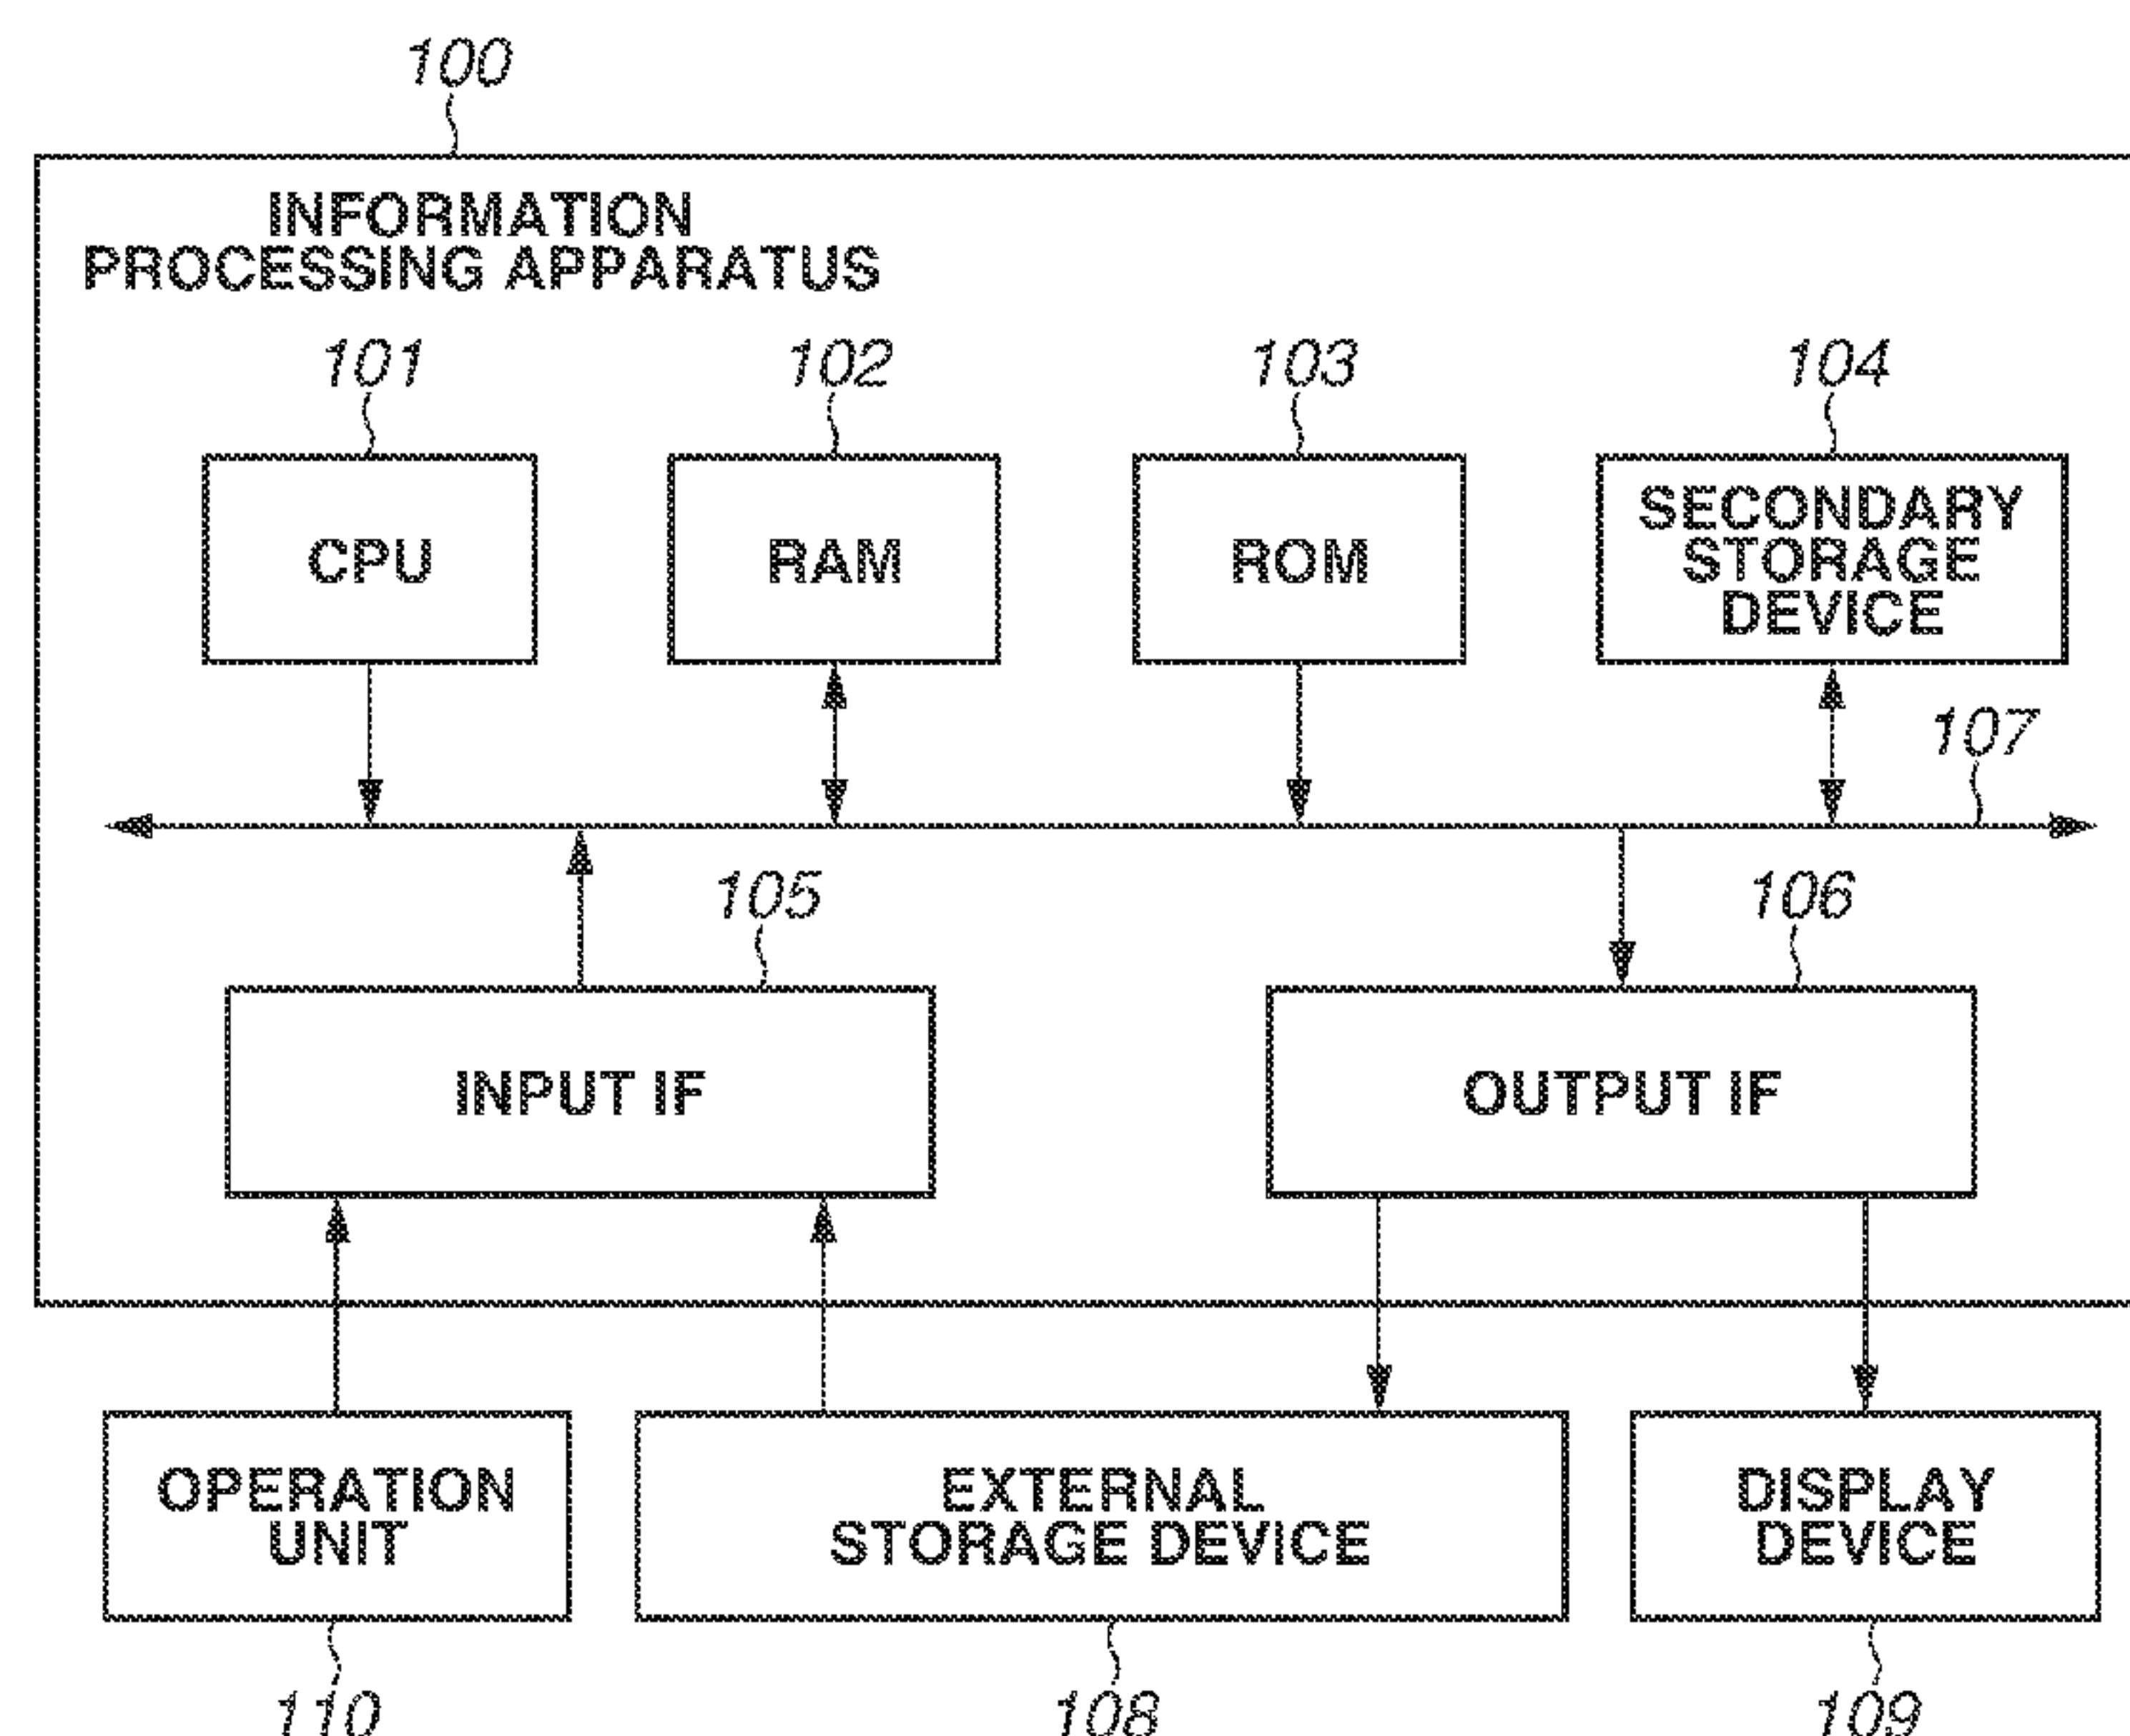 100
INFORMATION
PROCESSING APPARATUS
101
102
103
104
CPU
RAM
ROM
SECONDARY
STORAGE
DEVICE
107
105
106
INPUT IF
OUTPUT IF
OPERATION
UNIT
EXTERNAL
STORAGE DEVICE
DISPLAY
DEVICE
110
108
109